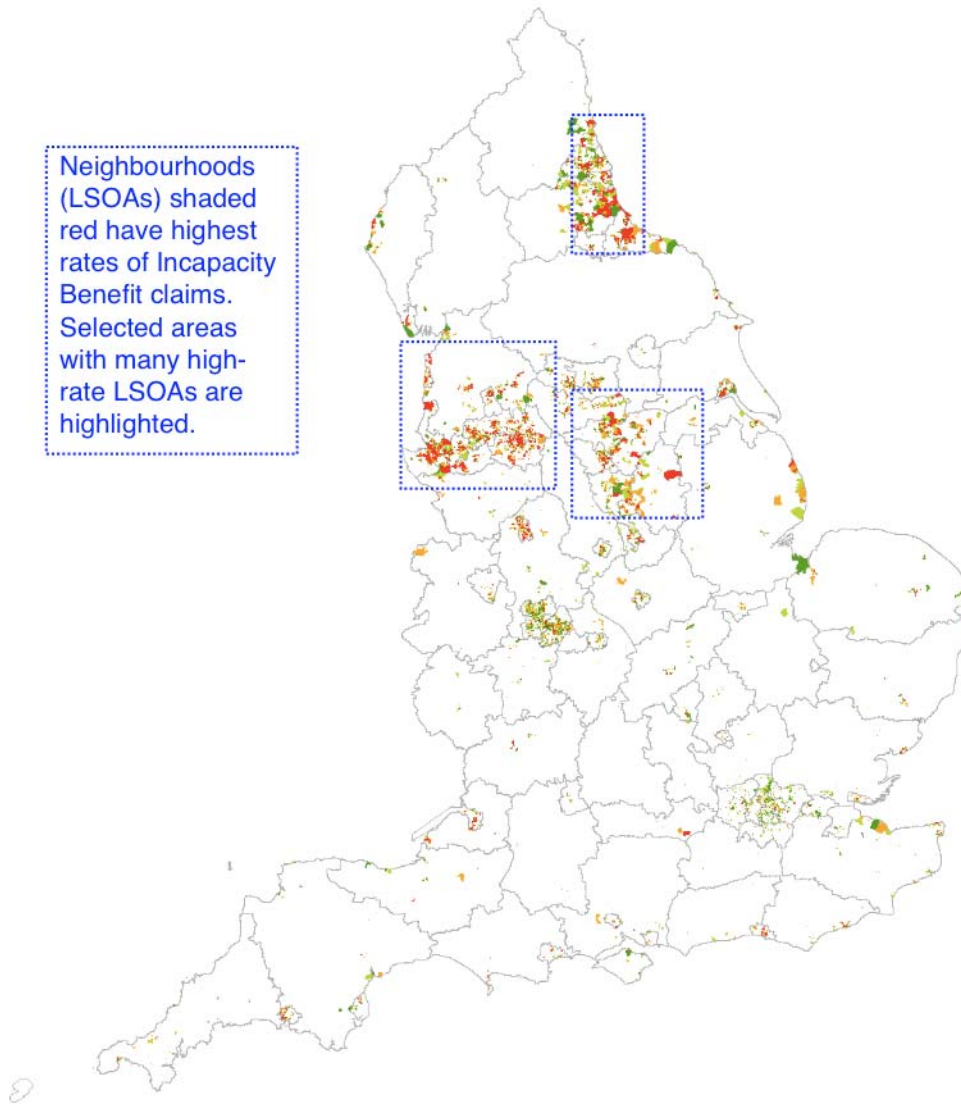 Neighbourhoods
(LSOAs) shaded
red have highest
rates of Incapacity
Benefit claims.
Selected areas
with many high-
rate LSOAs are
highlighted.